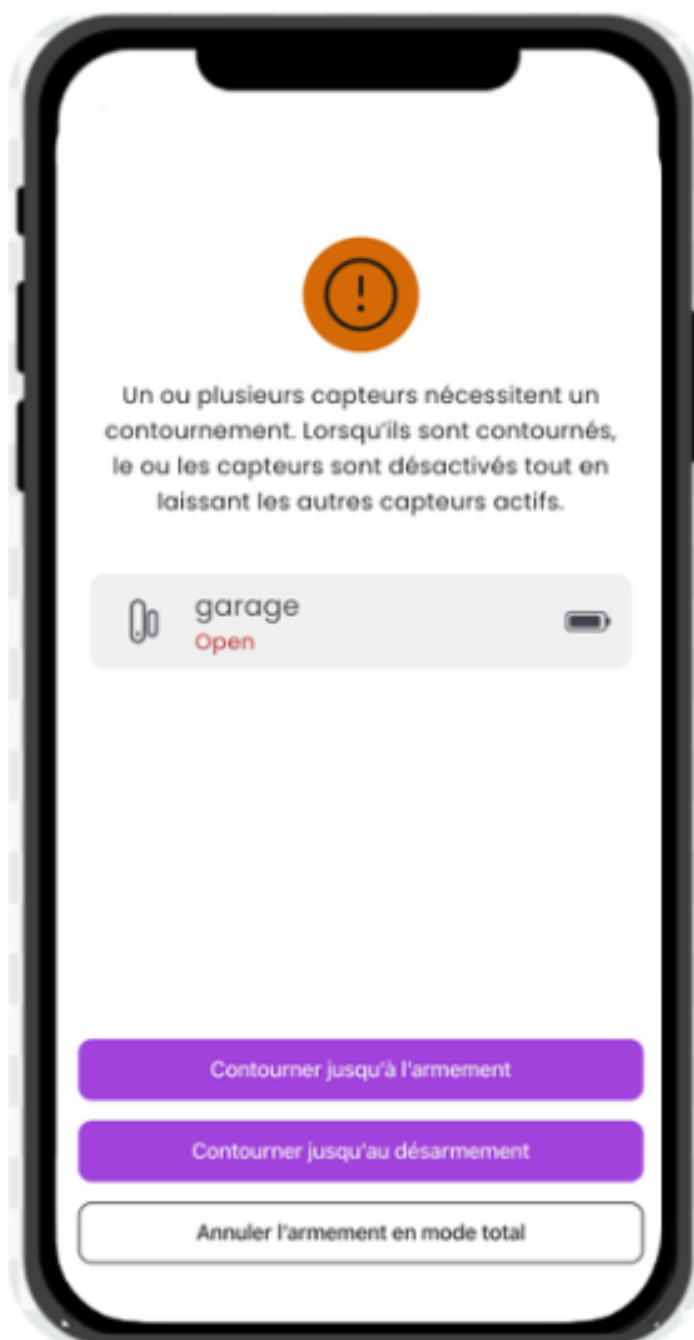 Un ou plusieurs capteurs nécessitent un
contournement. Lorsqu'ils sont contournés,
le ou les capteurs sont désactivés tout en
laissant les autres capteurs actifs.
garage
Open
Contourner jusqu'à l'armement
Contourner jusqu'au désarmement
Annuler l'armement en mode total